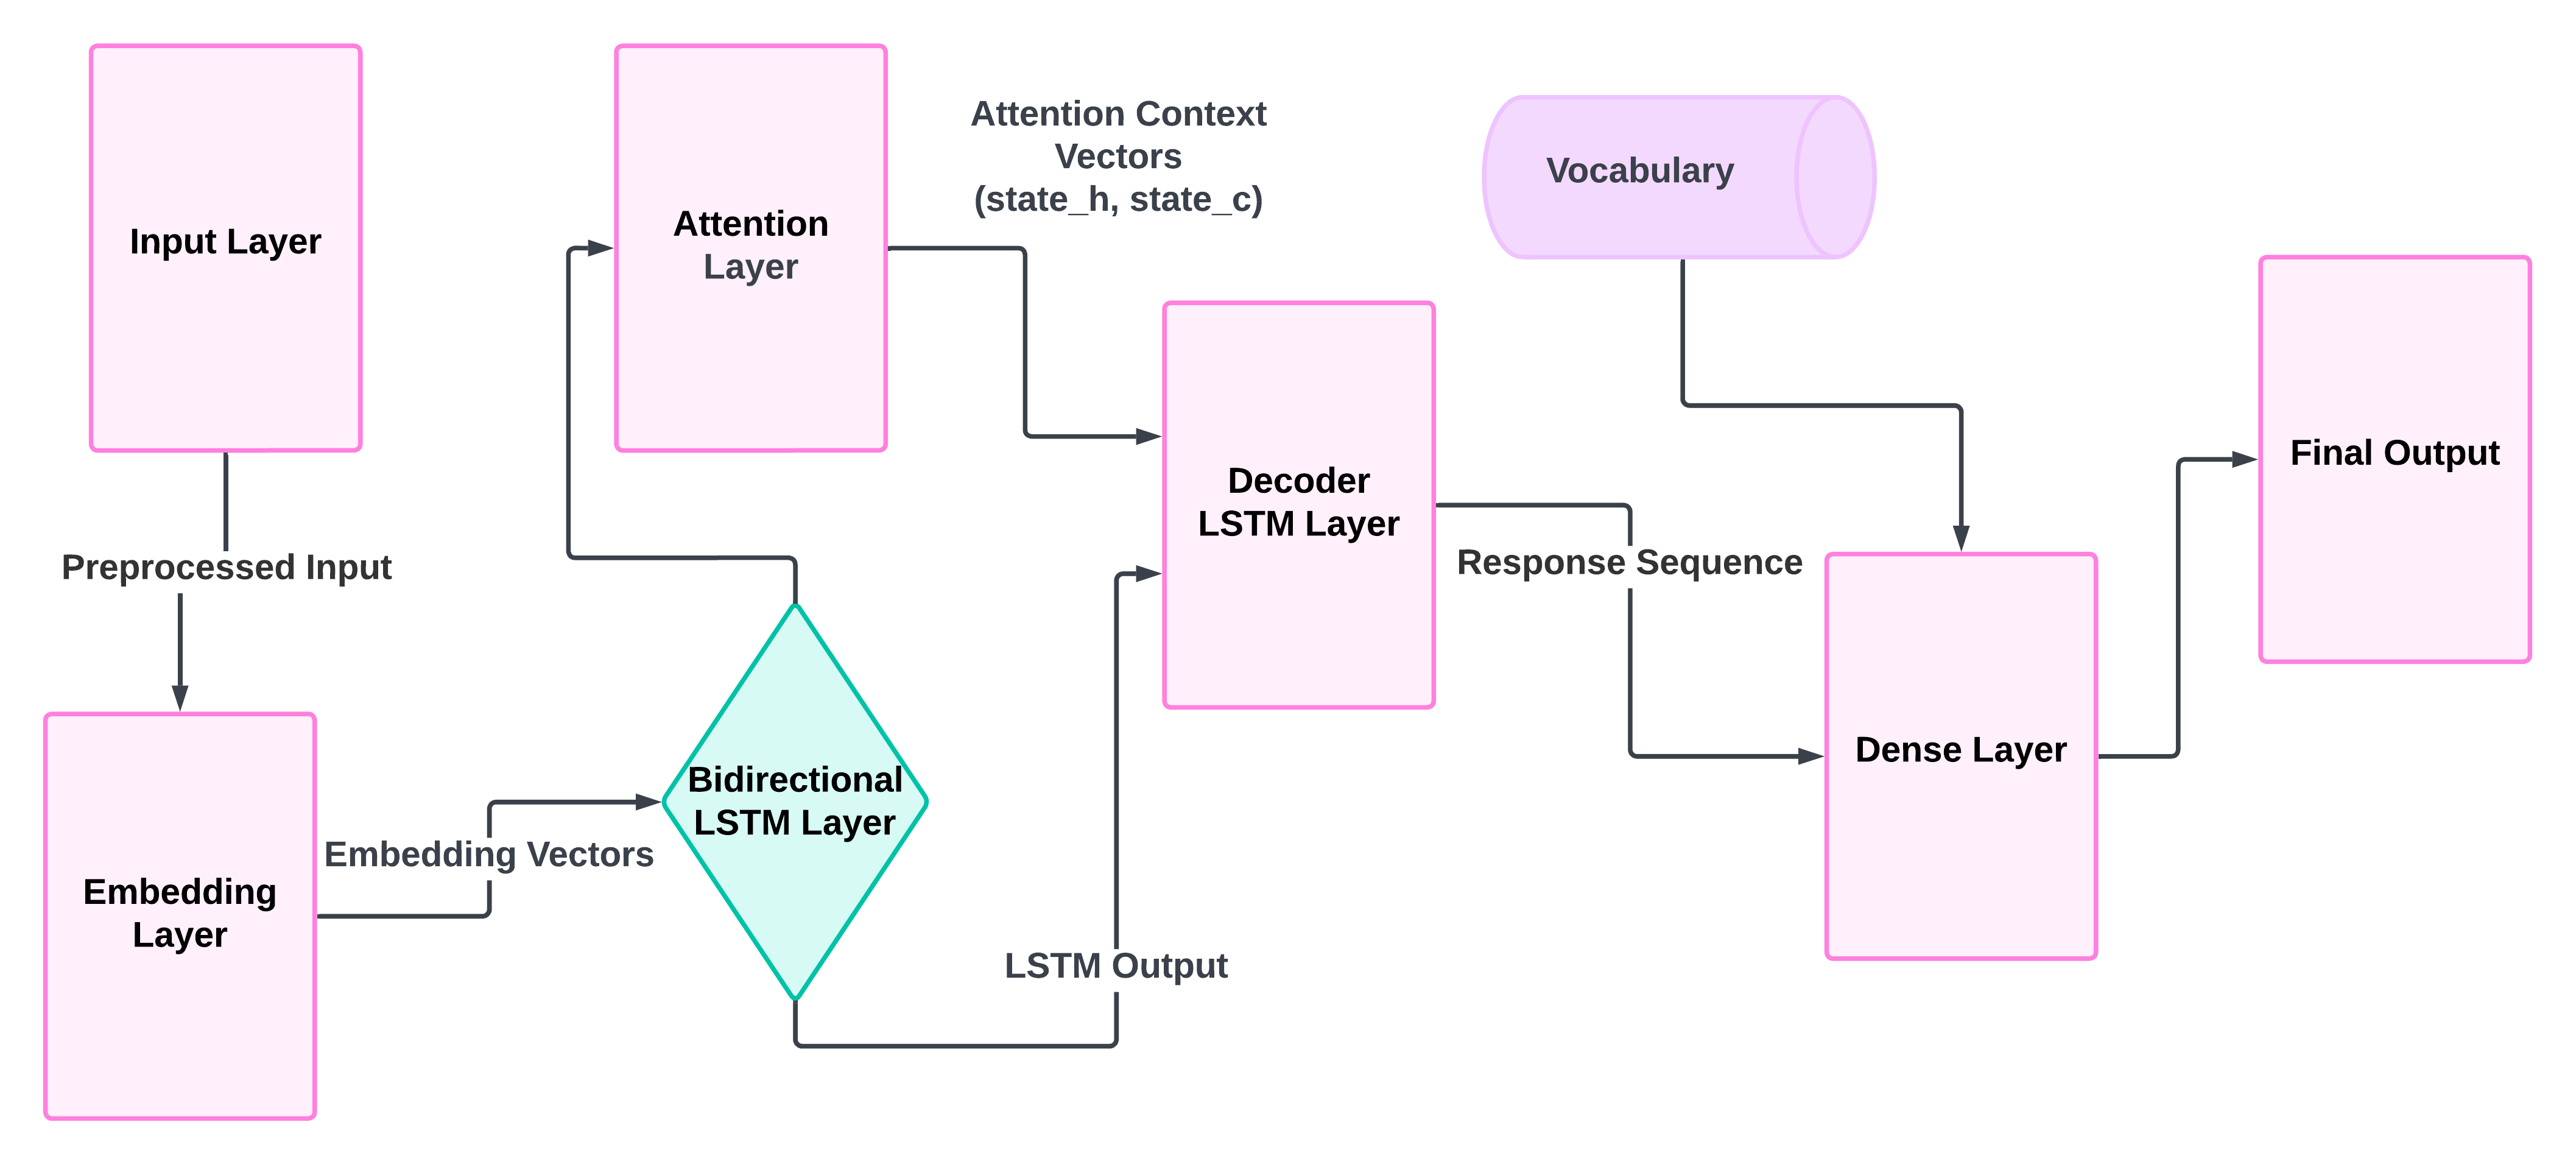 Input Layer
Attention
Layer
Attention Context
Vectors
(state_h, state_c)
Vocabulary
Final Output
Decoder
LSTM Layer
Preprocessed Input
Response Sequence
Dense Layer
Bidirectional
LSTM Layer
Embedding Vectors
Embedding
Layer
LSTM Output